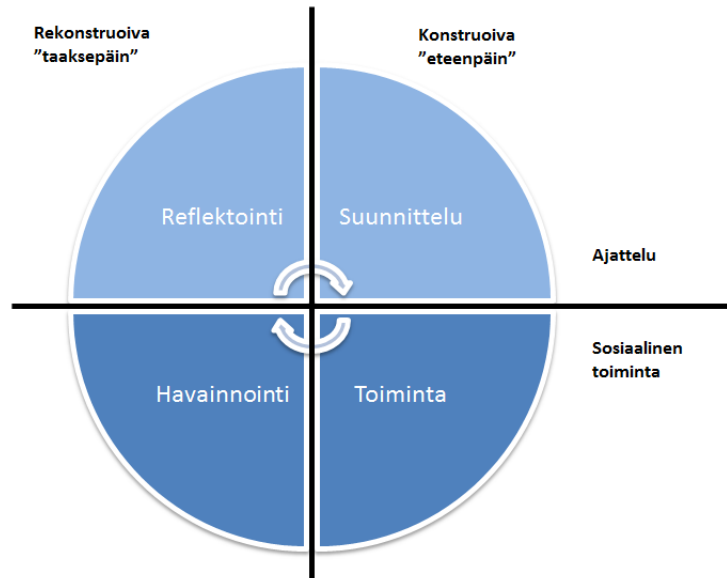 Rekonstruoiva
”taaksepäin”
Konstruoiva
”eteenpäin”
Reflektointi
Suunnittelu
Ajattelu
Sosiaalinen
toiminta
Havainnointi
Toiminta